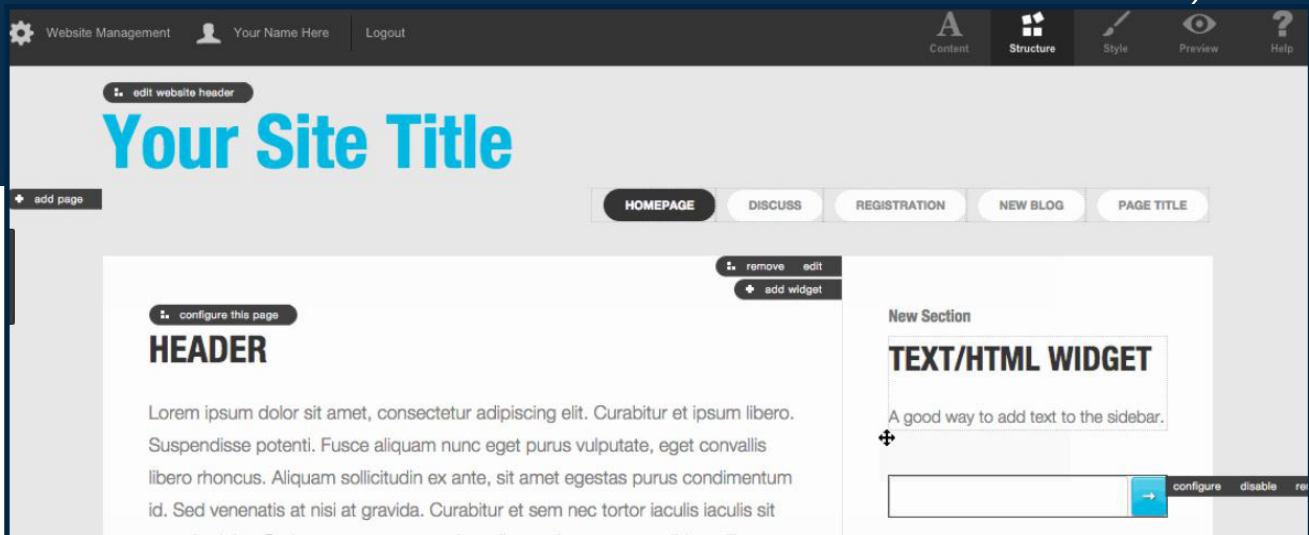 Website Management Your Name Here Logout Content Structure Style Preview Help
edit website header
Your Site Title
add page
HOMEPAGE DISCUSS REGISTRATION NEW BLOG PAGE TITLE
remove edit
add widget
configure this page
HEADER
Lorem ipsum dolor sit amet, consectetur adipiscing elit. Curabitur et ipsum libero.
Suspendisse potenti. Fusce aliquam nunc eget purus vulputate, eget convallis
libero rhoncus. Aliquam sollicitudin ex ante, sit amet egestas purus condimentum
id. Sed venenatis at nisi at gravida. Curabitur et sem nec tortor iaculis iaculis sit
New Section
TEXT/HTML WIDGET
A good way to add text to the sidebar.
configure disable